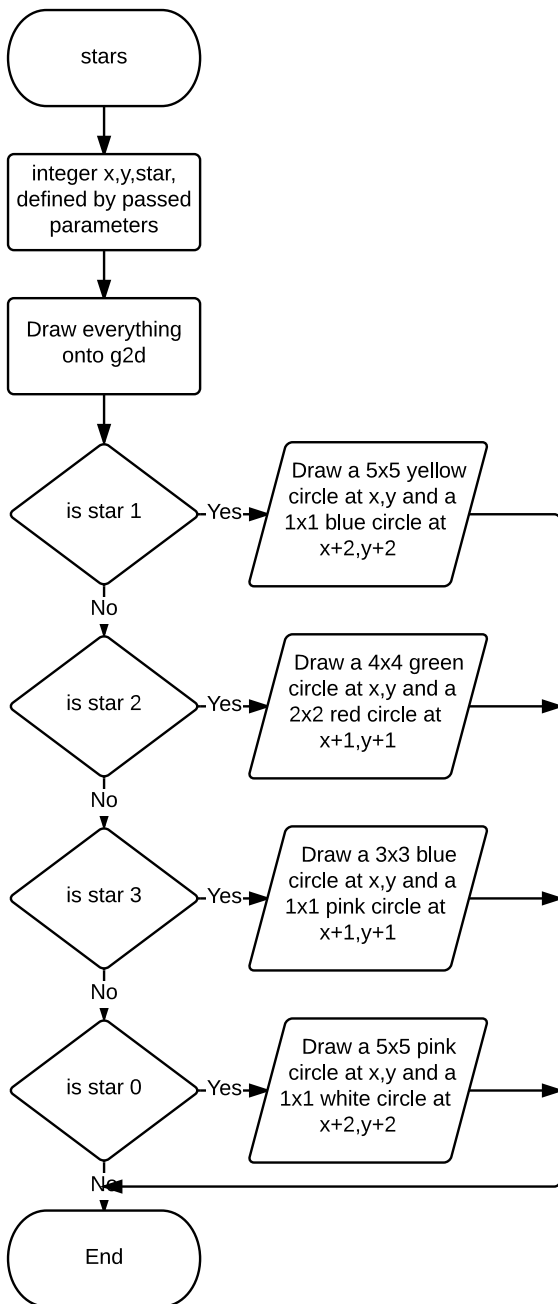 stars
integer x,y,star,
defined by passed
parameters
Draw everything
onto g2d
is star 1
Yes
Draw a 5x5 yellow
circle at x,y and a
1x1 blue circle at
x+2,y+2
No
is star 2
Yes
Draw a 4x4 green
circle at x,y and a
2x2 red circle at
x+1,y+1
No
is star 3
Yes
Draw a 3x3 blue
circle at x,y and a
1x1 pink circle at
x+1,y+1
No
is star 0
Yes
Draw a 5x5 pink
circle at x,y and a
1x1 white circle at
x+2,y+2
No
End